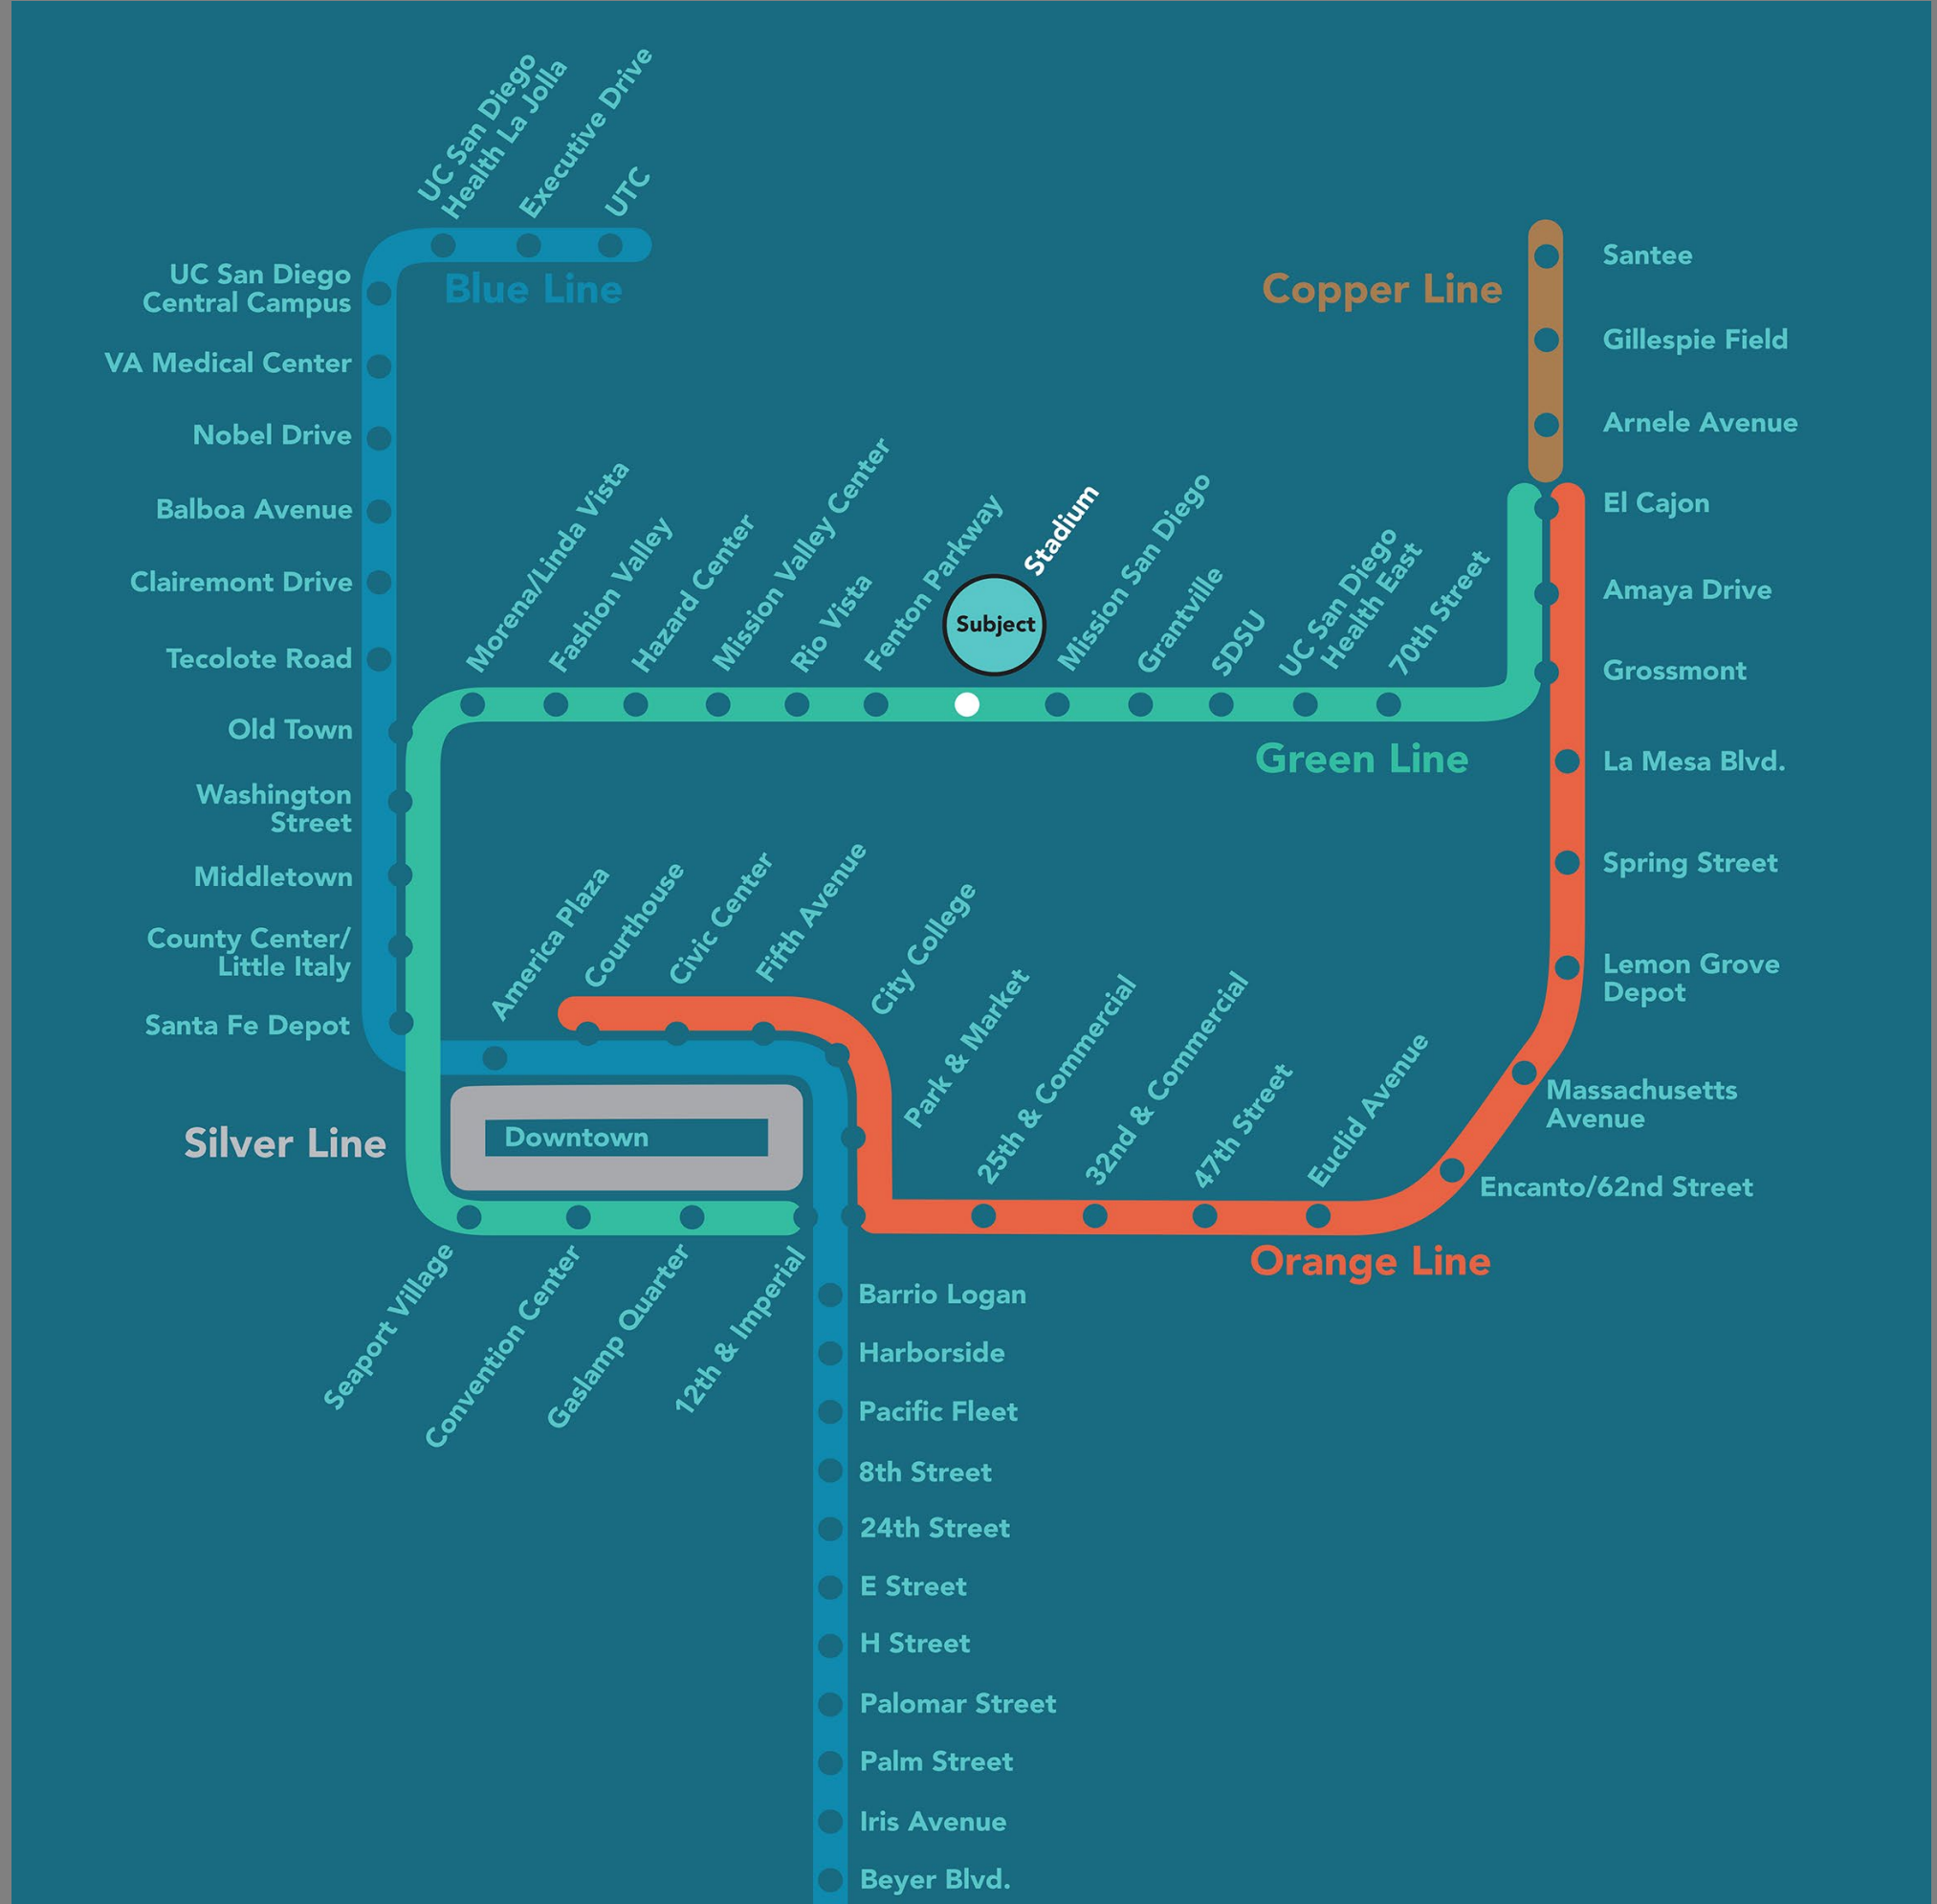 UC San Diego
Health La Jolla
Executive Drive
UTC
Blue Line
UC San Diego
Central Campus
VA Medical Center
Nobel Drive
Balboa Avenue
Clairemont Drive
Tecolote Road
Old Town
Washington
Street
Middletown
County Center/
Little Italy
Santa Fe Depot
Copper Line
Santee
Gillespie Field
Arnele Avenue
El Cajon
Amaya Drive
Grossmont
La Mesa Blvd.
Spring Street
Lemon Grove
Depot
Massachusetts
Avenue
Encanto/62nd Street
Morena/Linda Vista
Fashion Valley
Hazard Center
Mission Valley Center
Rio Vista
Fenton Parkway
Stadium
Subject
Mission San Diego
Grantville
SDSU
UC San Diego
Health East
70th Street
Green Line
America Plaza
Courthouse
Civic Center
Fifth Avenue
City College
Park & Market
25th & Commercial
32nd & Commercial
47th Street
Euclid Avenue
Orange Line
Silver Line
Downtown
Seaport Village
Convention Center
Gaslamp Quarter
12th & Imperial
Barrio Logan
Harborside
Pacific Fleet
8th Street
24th Street
E Street
H Street
Palomar Street
Palm Street
Iris Avenue
Beyer Blvd.